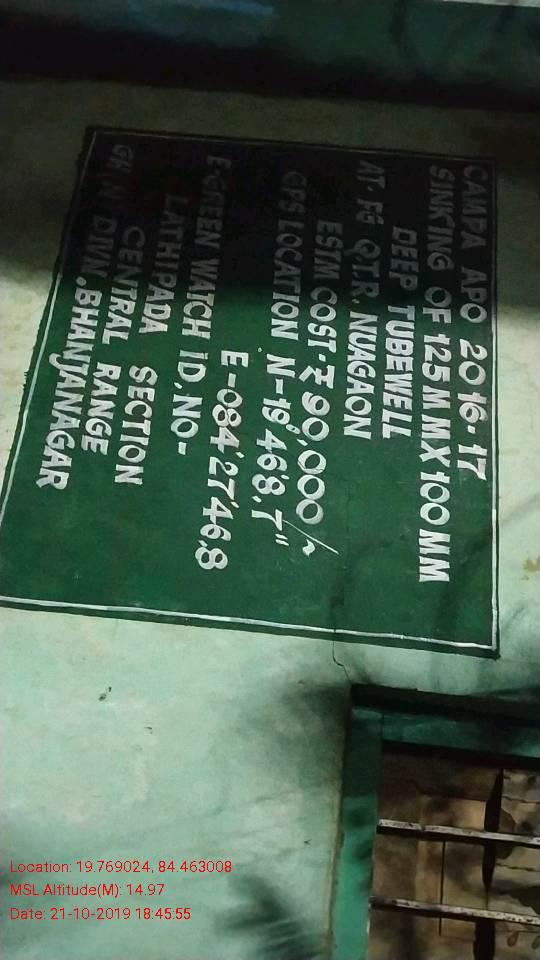 CAMPA APO 2016-17
SINKING OF 125 MM X 100 MM
DEEP TUBEWELL
AT- FG QTR, NUAGAON
ESTM COST- ₹ 90,000/-
GPS LOCATION N-19°46'8.7"
E-084°27'46.8
E-GREEN WATCH ID.NO-
LATHIPADA SECTION
CENTRAL RANGE
GH.N DIVN.BHANJANAGAR
Location: 19.769024, 84.463008
MSL Altitude(M): 14.97
Date: 21-10-2019 18:45:55